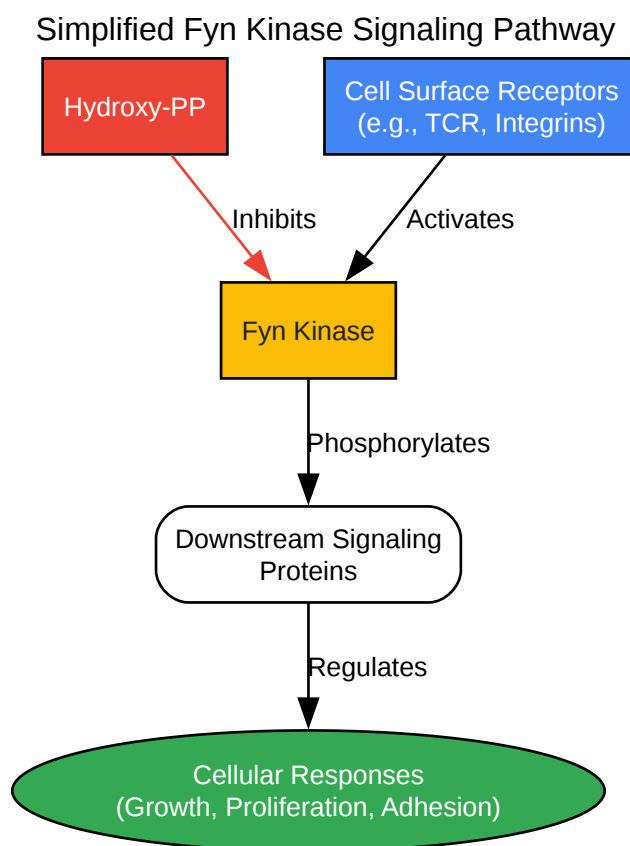 Simplified Fyn Kinase Signaling Pathway
Hydroxy-PP
Cell Surface Receptors
(e.g., TCR, Integrins)
Inhibits
Activates
Fyn Kinase
Phosphorylates
Downstream Signaling
Proteins
Regulates
Cellular Responses
(Growth, Proliferation, Adhesion)